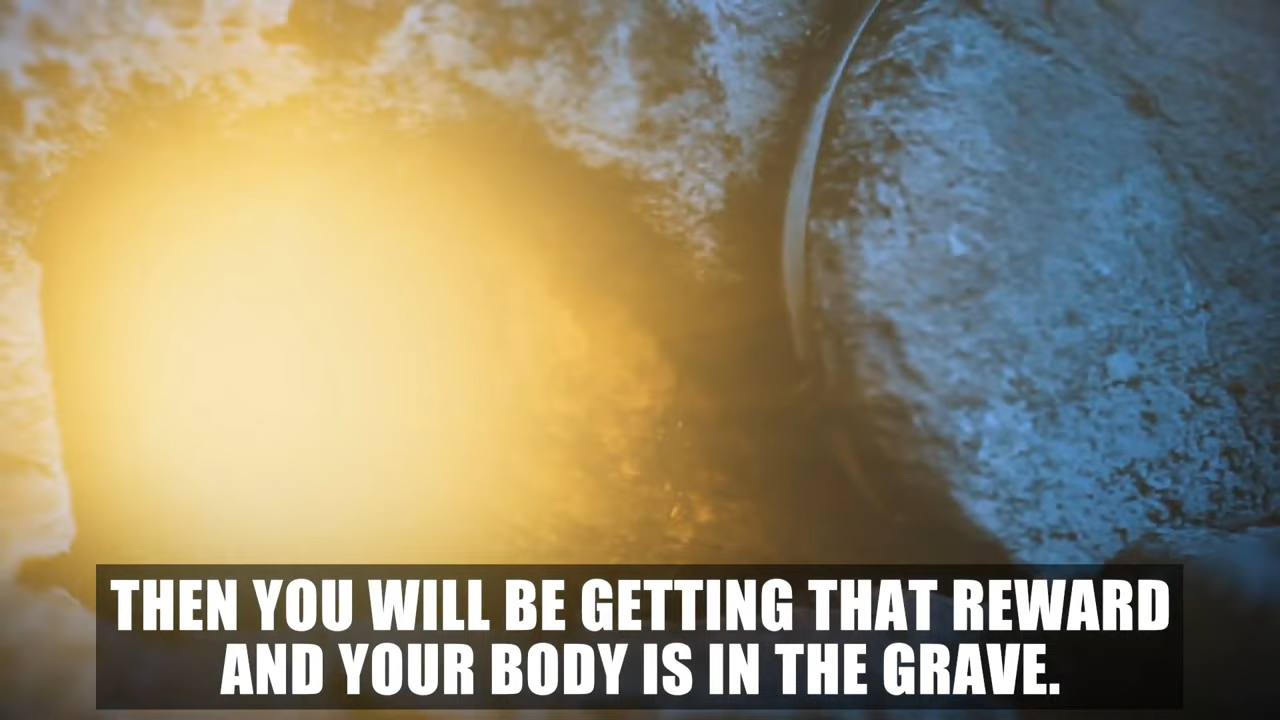 THEN YOU WILL BE GETTING THAT REWARD
AND YOUR BODY IS IN THE GRAVE.